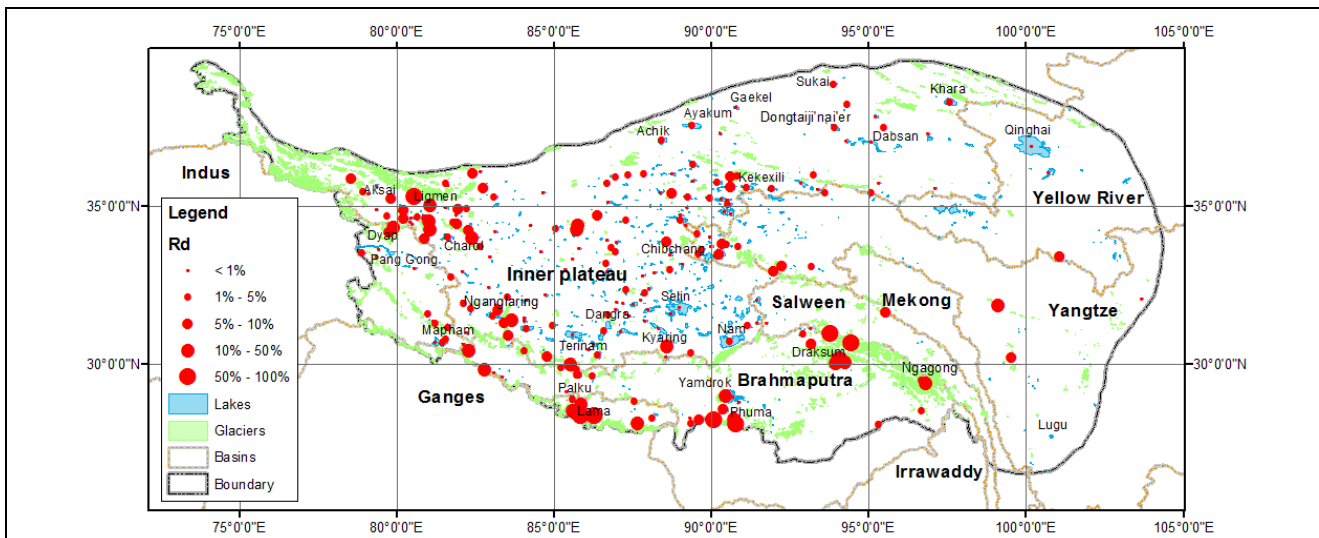 75°0'0"E 80°0'0"E 85°0'0"E 90°0'0"E 95°0'0"E 100°0'0"E 105°0'0"E
Sukai
Gaekel
Khara
Ayakum
Dongtaiji'nai'er
Achik
Dabsan
Qinghai
Indus
Kekexili
Aksai
Ligmen
Yellow River
35°0'0"N 35°0'0"N
Legend
Rd
Dyap
Charol
Chibchang
Pang Gong
Inner plateau
< 1%
1% - 5%
5% - 10%
10% - 50%
50% - 100%
Lakes
Glaciers
Basins
Boundary
Nganglaring
Selin
Salween
Mekong
Yangtze
Dandra
Mapham
Nam
Kyaring
Terinam
Draksum
30°0'0"N 30°0'0"N
Ngagong
Brahmaputra
Yamdrok
Palku
Ganges
Lama
Phuma
Lugu
Irrawaddy
75°0'0"E 80°0'0"E 85°0'0"E 90°0'0"E 95°0'0"E 100°0'0"E 105°0'0"E